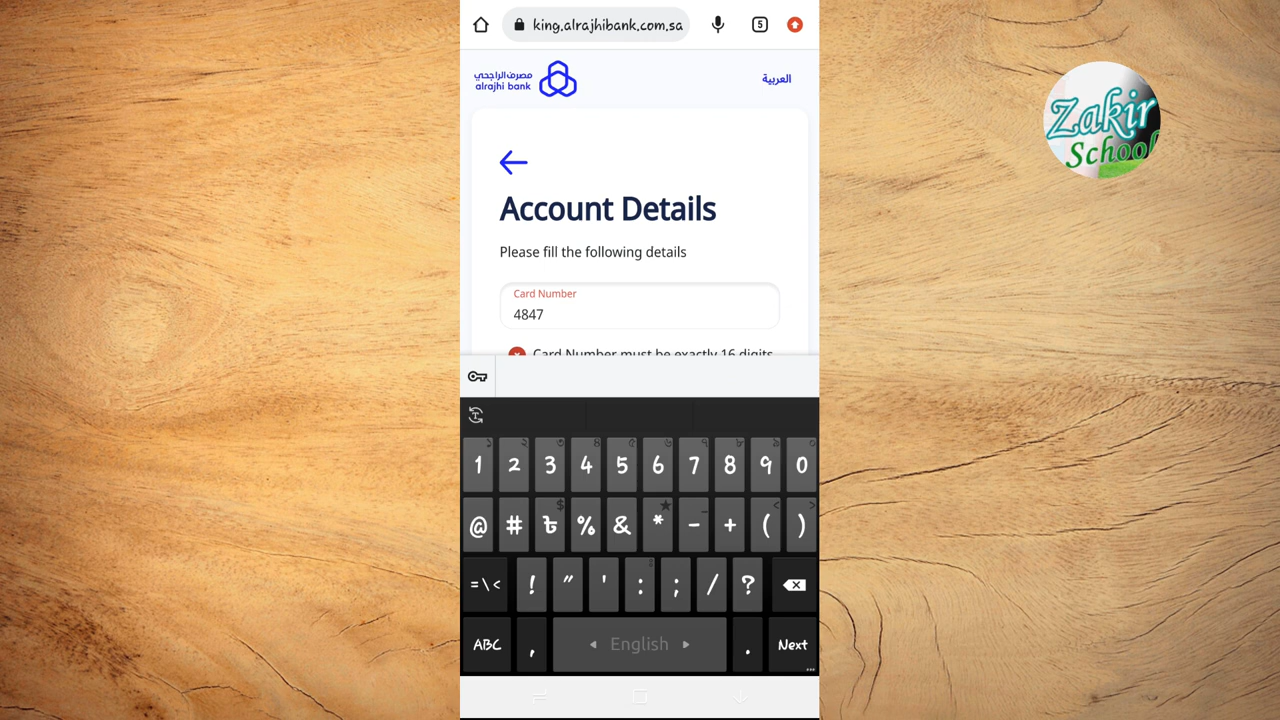 king.alrajhibank.com.sa
5
مصرف الراجحي
alrajhi bank
العربية
Zakir
School
Account Details
Please fill the following details
Card Number
4847
Card Number must be exactly 16 digits
1 2 3 4 5 6 7 8 9 0
@ # ৳ % & * - + ( )
=\< ! " ' : ; / ?
ABC , English . Next